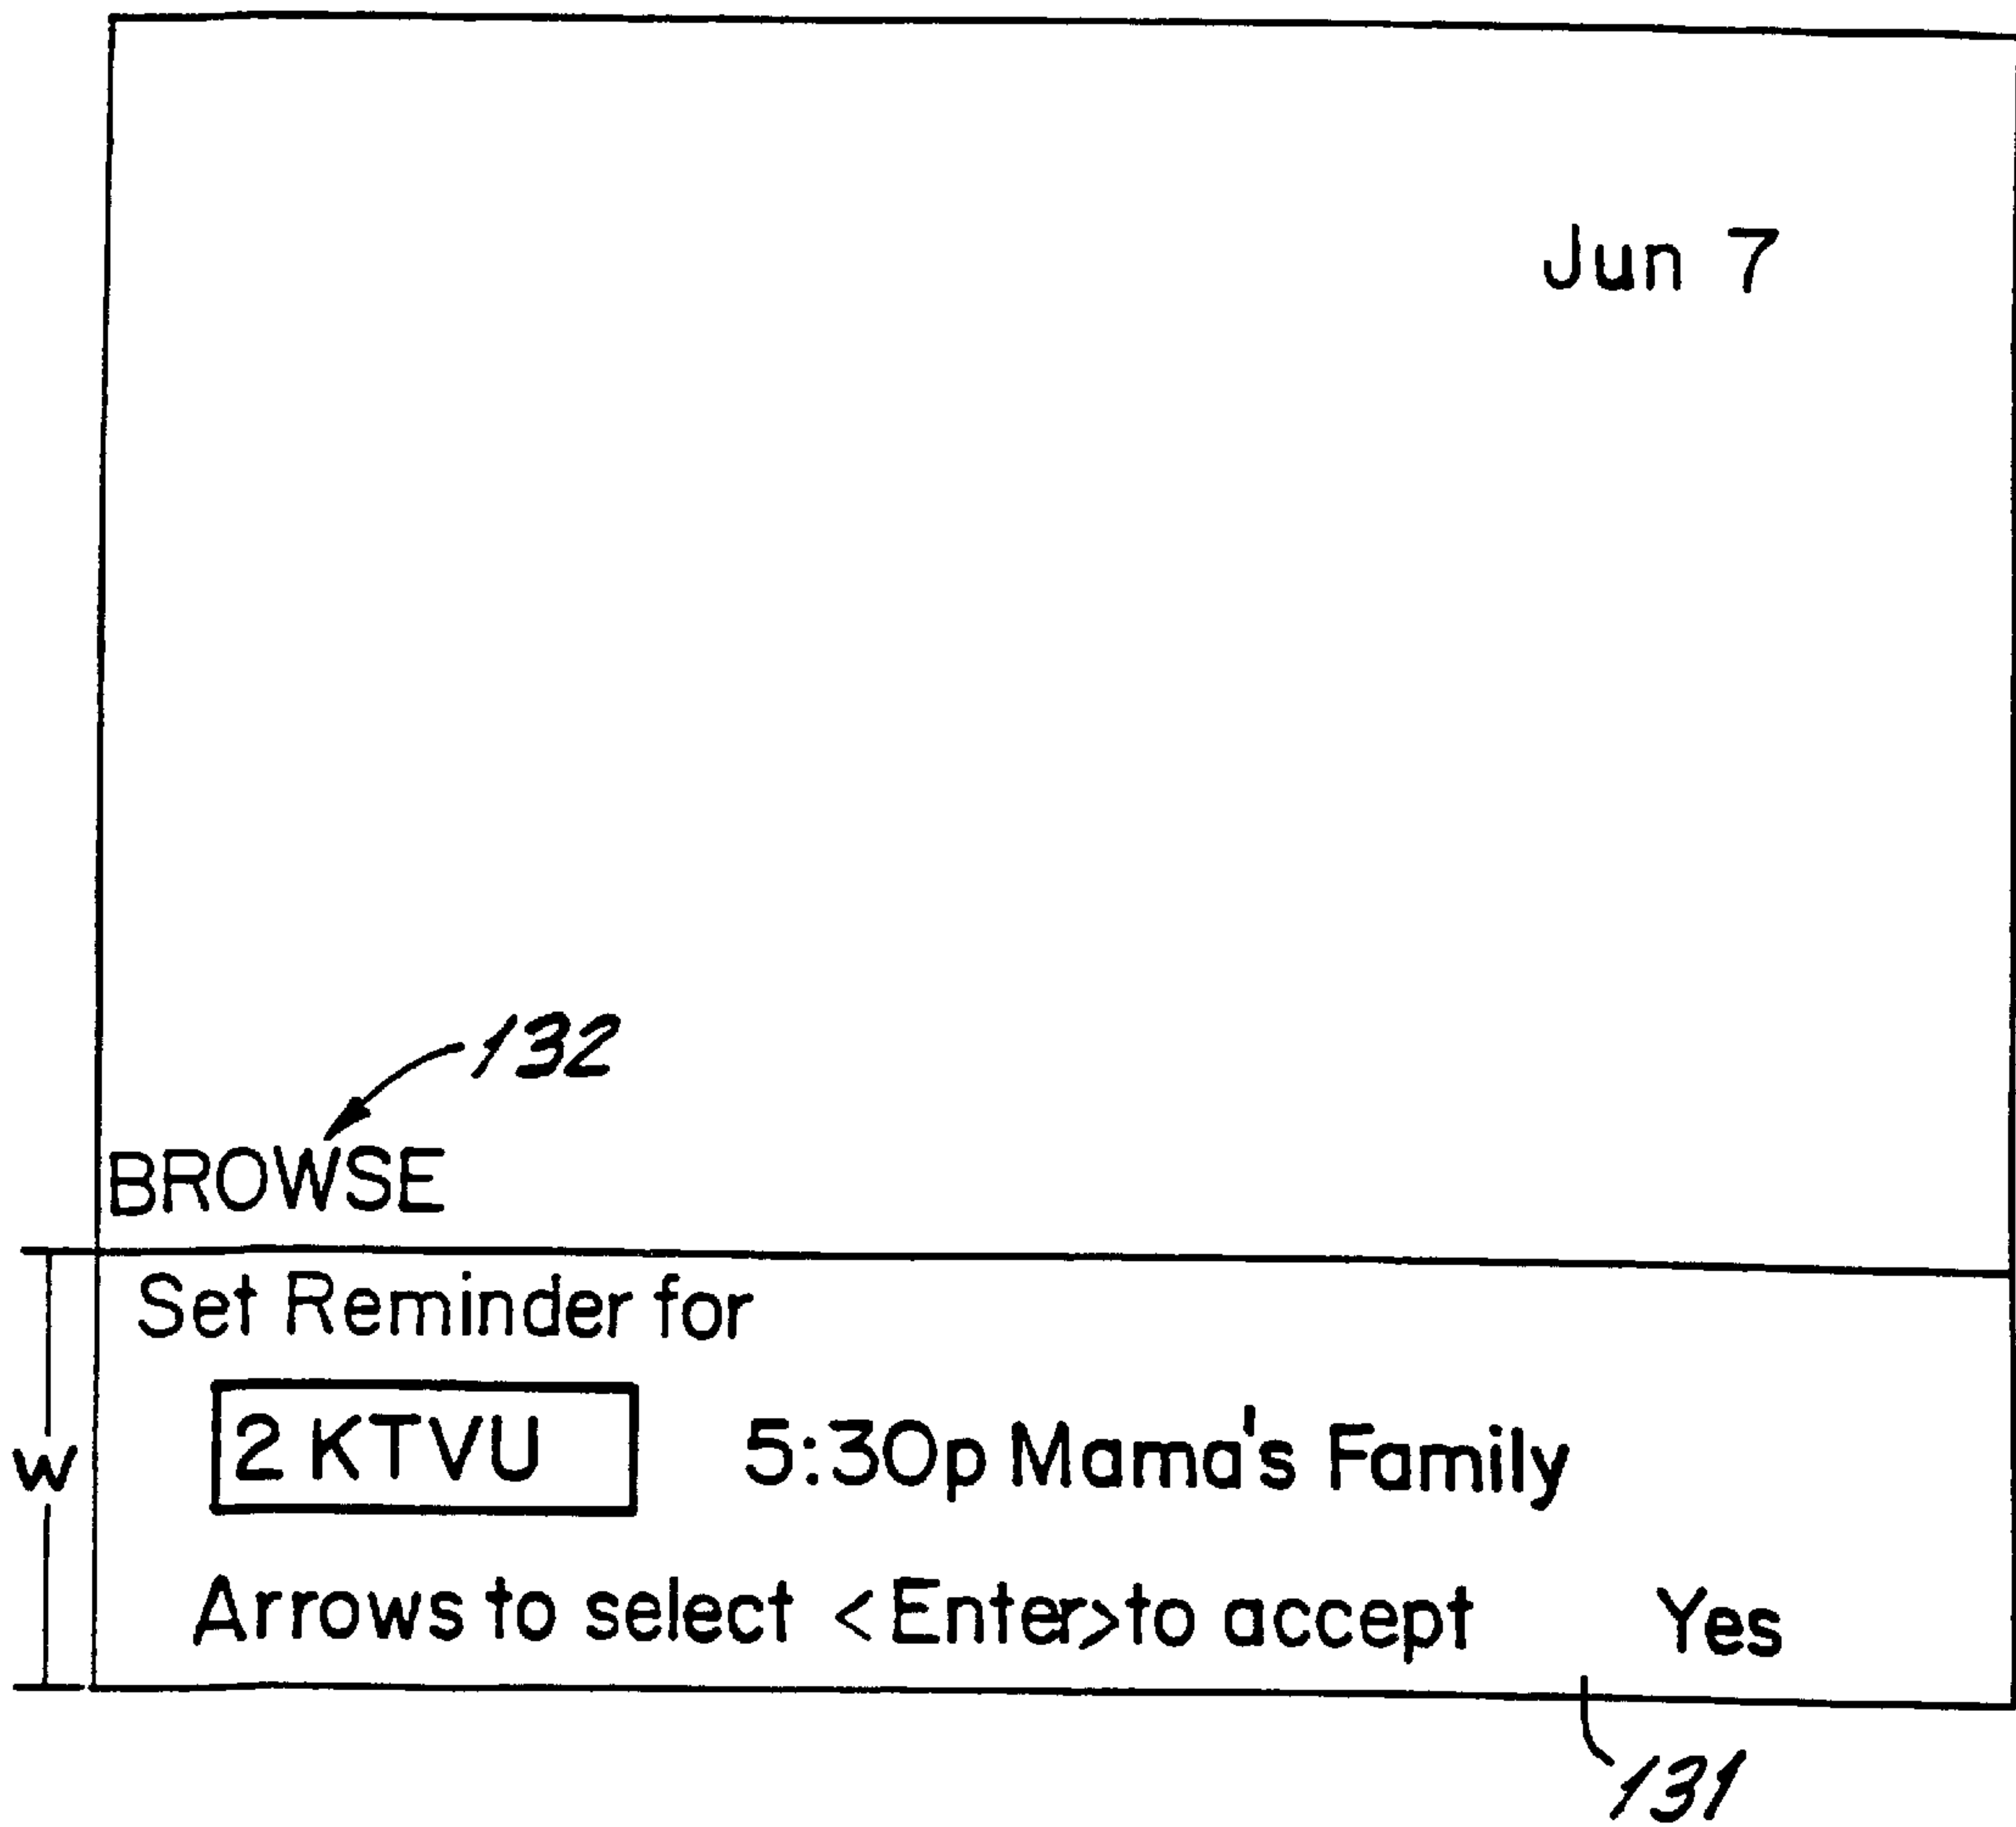 Jun 7
132
BROWSE
Set Reminder for
2 KTVU 5:30p Mama's Family
w
Arrows to select <Enter> to accept Yes
131